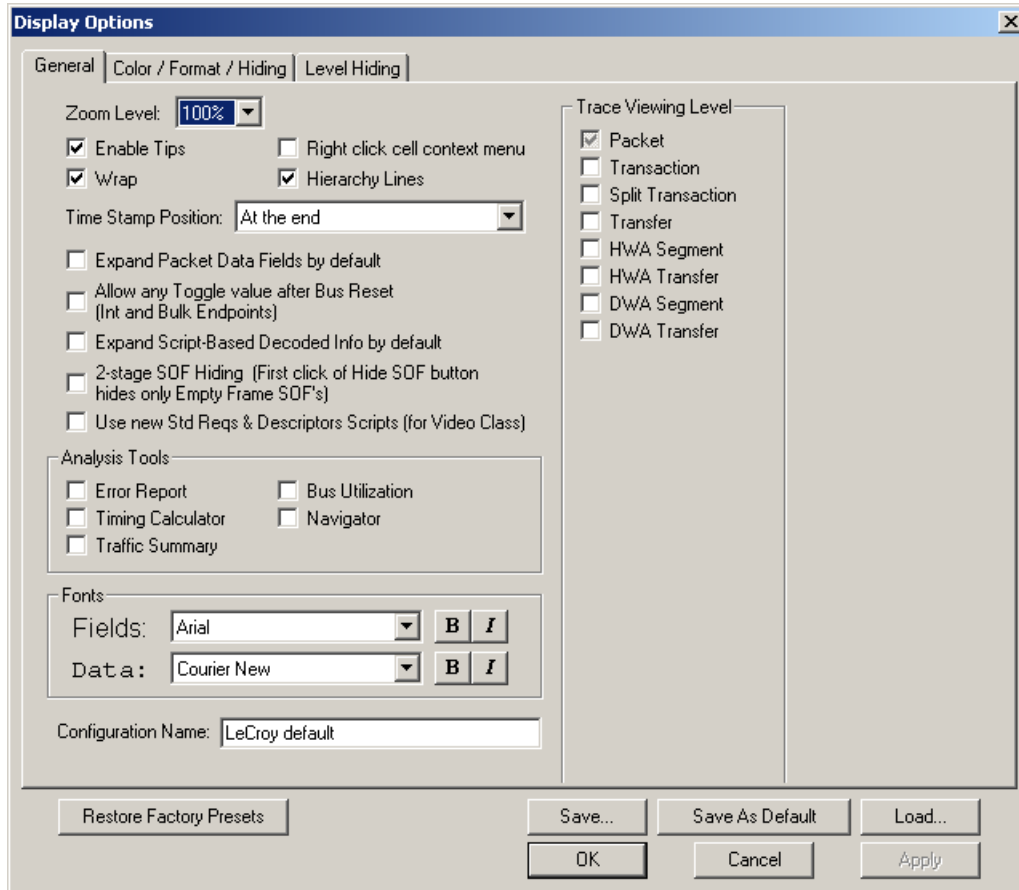 Display Options
General
Color / Format / Hiding
Level Hiding
Zoom Level: 100%
Enable Tips
Right click cell context menu
Wrap
Hierarchy Lines
Time Stamp Position: At the end
Expand Packet Data Fields by default
Allow any Toggle value after Bus Reset
(Int and Bulk Endpoints)
Expand Script-Based Decoded Info by default
2-stage SOF Hiding (First click of Hide SOF button
hides only Empty Frame SOF's)
Use new Std Reqs & Descriptors Scripts (for Video Class)
Analysis Tools
Error Report
Bus Utilization
Timing Calculator
Navigator
Traffic Summary
Fonts
Fields: Arial B I
Data: Courier New B I
Configuration Name: LeCroy default
Trace Viewing Level
Packet
Transaction
Split Transaction
Transfer
HWA Segment
HWA Transfer
DWA Segment
DWA Transfer
Restore Factory Presets
Save...
Save As Default
Load...
OK
Cancel
Apply